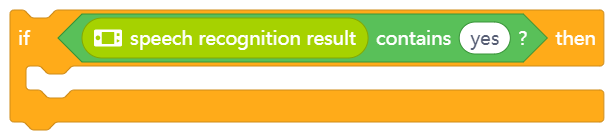 if speech recognition result contains yes ? then